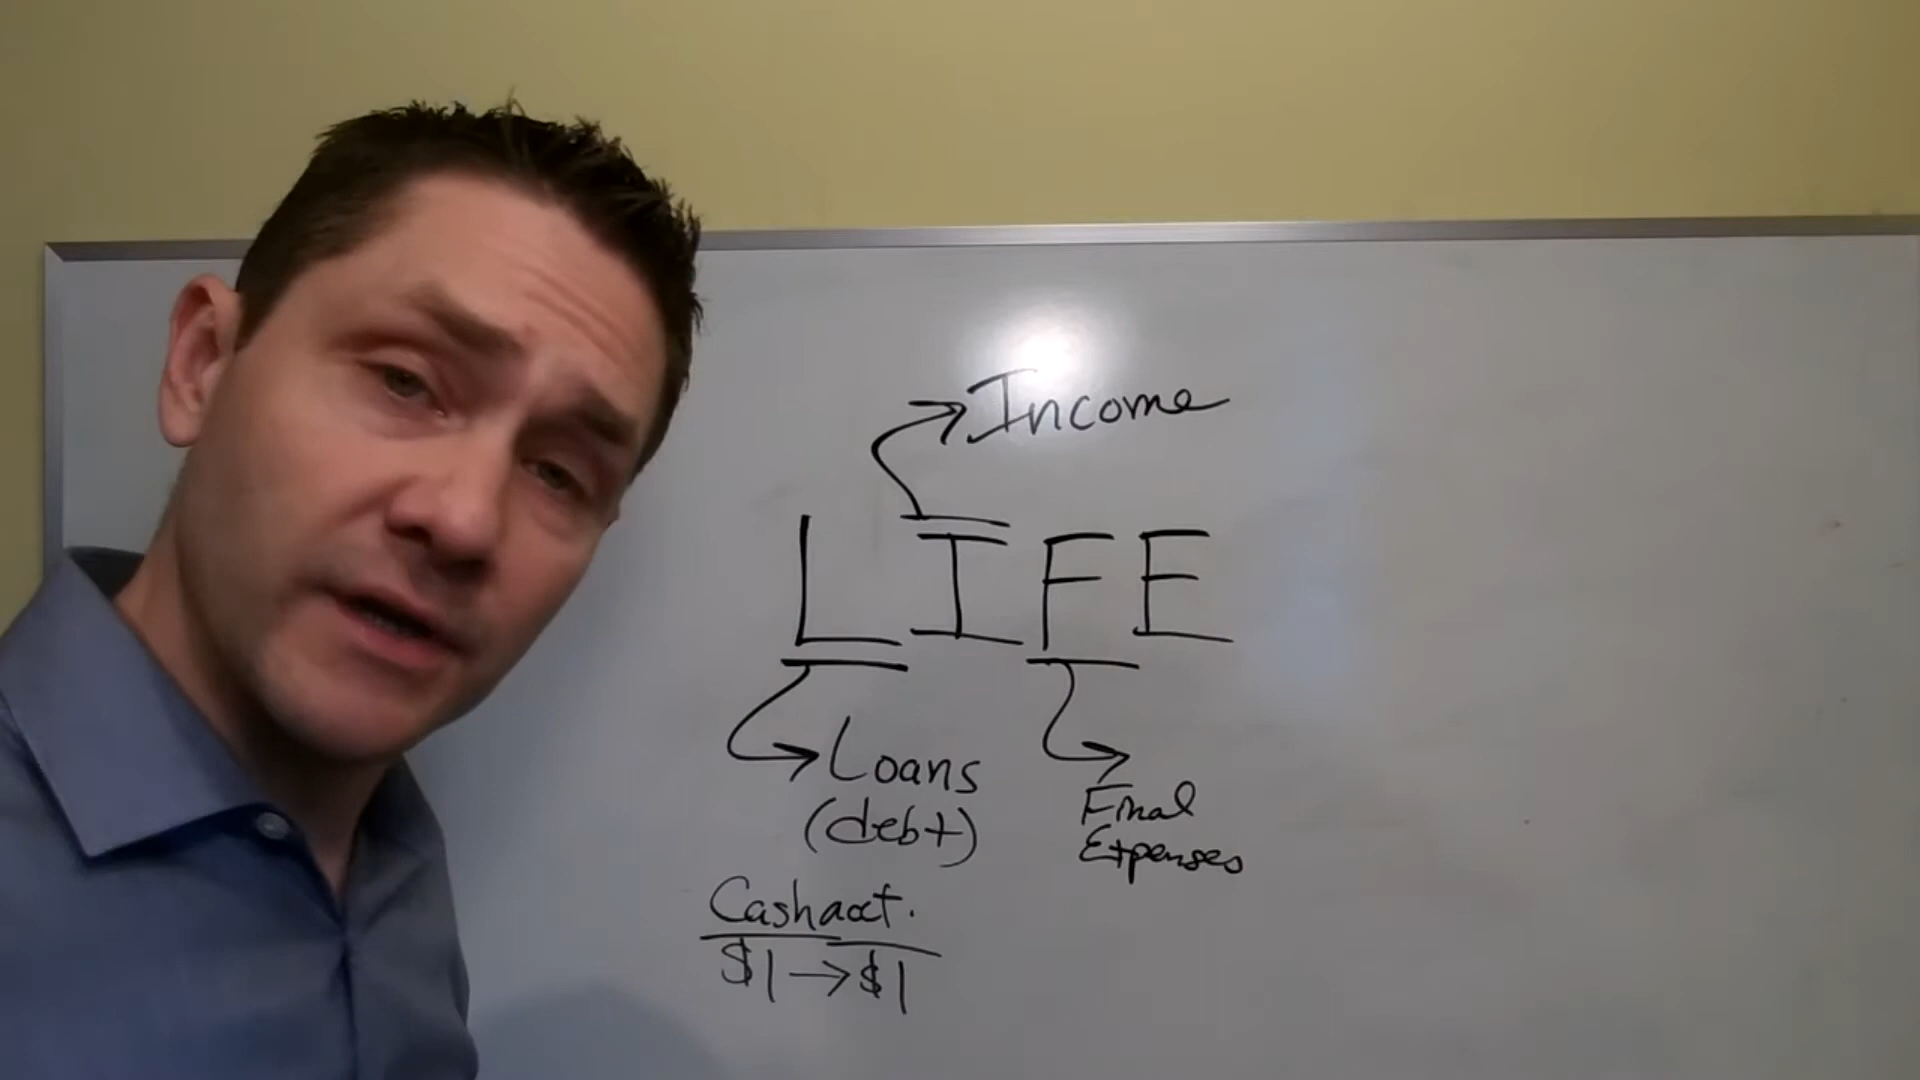 Income
LIFE
Loans
(debt)
Final
Expenses
Cash acct.
$1 → $1